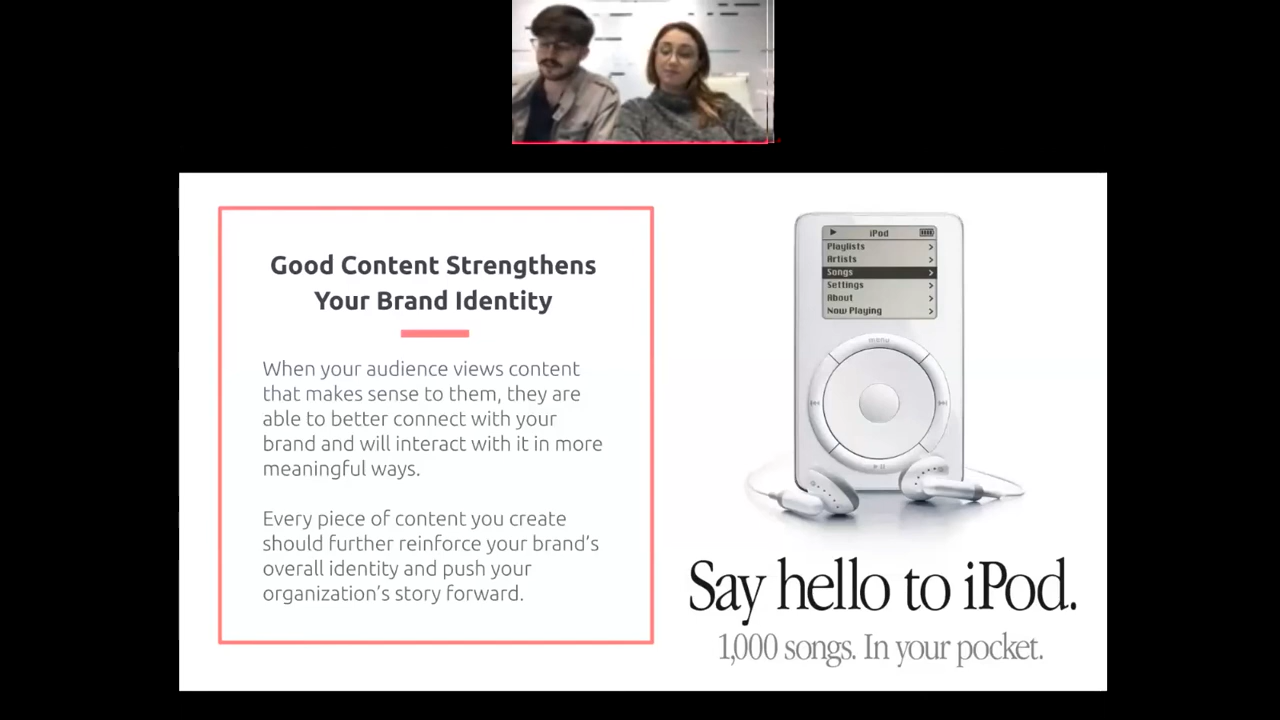 Good Content Strengthens
Your Brand Identity
When your audience views content
that makes sense to them, they are
able to better connect with your
brand and will interact with it in more
meaningful ways.
Every piece of content you create
should further reinforce your brand's
overall identity and push your
organization's story forward.
iPod
Playlists
Artists
Songs
Settings
About
Now Playing
menu
Say hello to iPod.
1,000 songs. In your pocket.